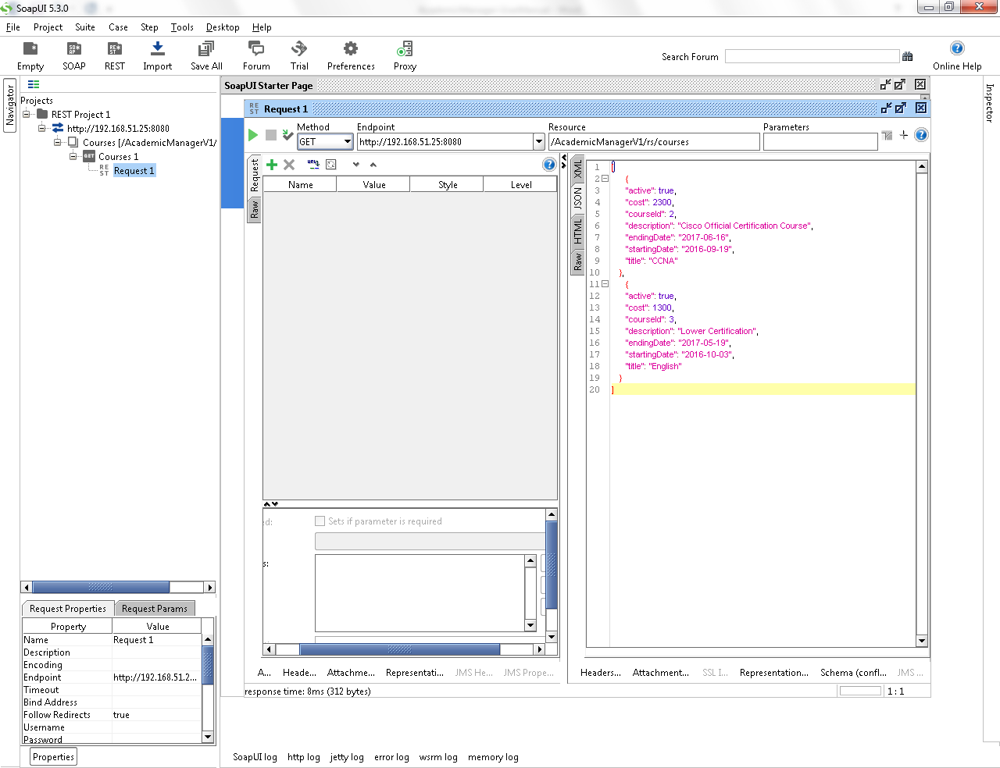 SoapUI 5.3.0
File Project Suite Case Step Tools Desktop Help
Empty SOAP REST Import Save All Forum Trial Preferences Proxy
Search Forum
Online Help
Navigator
Projects
REST Project 1
http://192.168.51.25:8080
Courses [/AcademicManagerV1/
Courses 1
Request 1
SoapUI Starter Page
Request 1
Method
GET
Endpoint
http://192.168.51.25:8080
Resource
/AcademicManagerV1/rs/courses
Parameters
Request
Raw
Name Value Style Level
ed:
Sets if parameter is required
s:
A... Heade... Attachme... Representati... JMS He... JMS Prope...
XML
JSON
HTML
Raw
1 [
2 {
3 "active": true,
4 "cost": 2300,
5 "courseId": 2,
6 "description": "Cisco Official Certification Course",
7 "endingDate": "2017-06-16",
8 "startingDate": "2016-09-19",
9 "title": "CCNA"
10 },
11 {
12 "active": true,
13 "cost": 1300,
14 "courseId": 3,
15 "description": "Lower Certification",
16 "endingDate": "2017-05-19",
17 "startingDate": "2016-10-03",
18 "title": "English"
19 }
20 ]
Headers... Attachment... SSL I... Representation... Schema (confl... JMS ...
response time: 8ms (312 bytes)
1 : 1
Inspector
Request Properties Request Params
Property Value
Name Request 1
Description
Encoding
Endpoint http://192.168.51.2...
Timeout
Bind Address
Follow Redirects true
Username
Password
Properties
SoapUI log http log jetty log error log wsrm log memory log